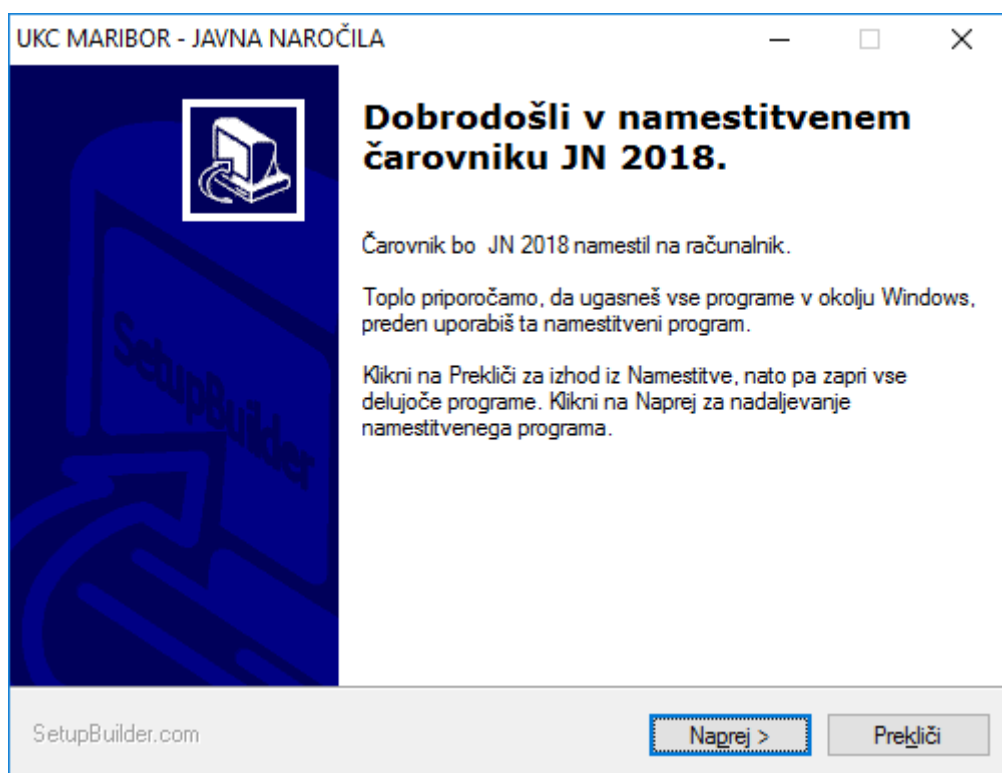 UKC MARIBOR - JAVNA NAROČILA
Dobrodošli v namestitvenem
čarovniku JN 2018.
Čarovnik bo  JN 2018 namestil na računalnik.
Toplo priporočamo, da ugasneš vse programe v okolju Windows,
preden uporabiš ta namestitveni program.
Klikni na Prekliči za izhod iz Namestitve, nato pa zapri vse
delujoče programe. Klikni na Naprej za nadaljevanje
namestitvenega programa.
SetupBuilder
SetupBuilder.com
Naprej >
Prekliči